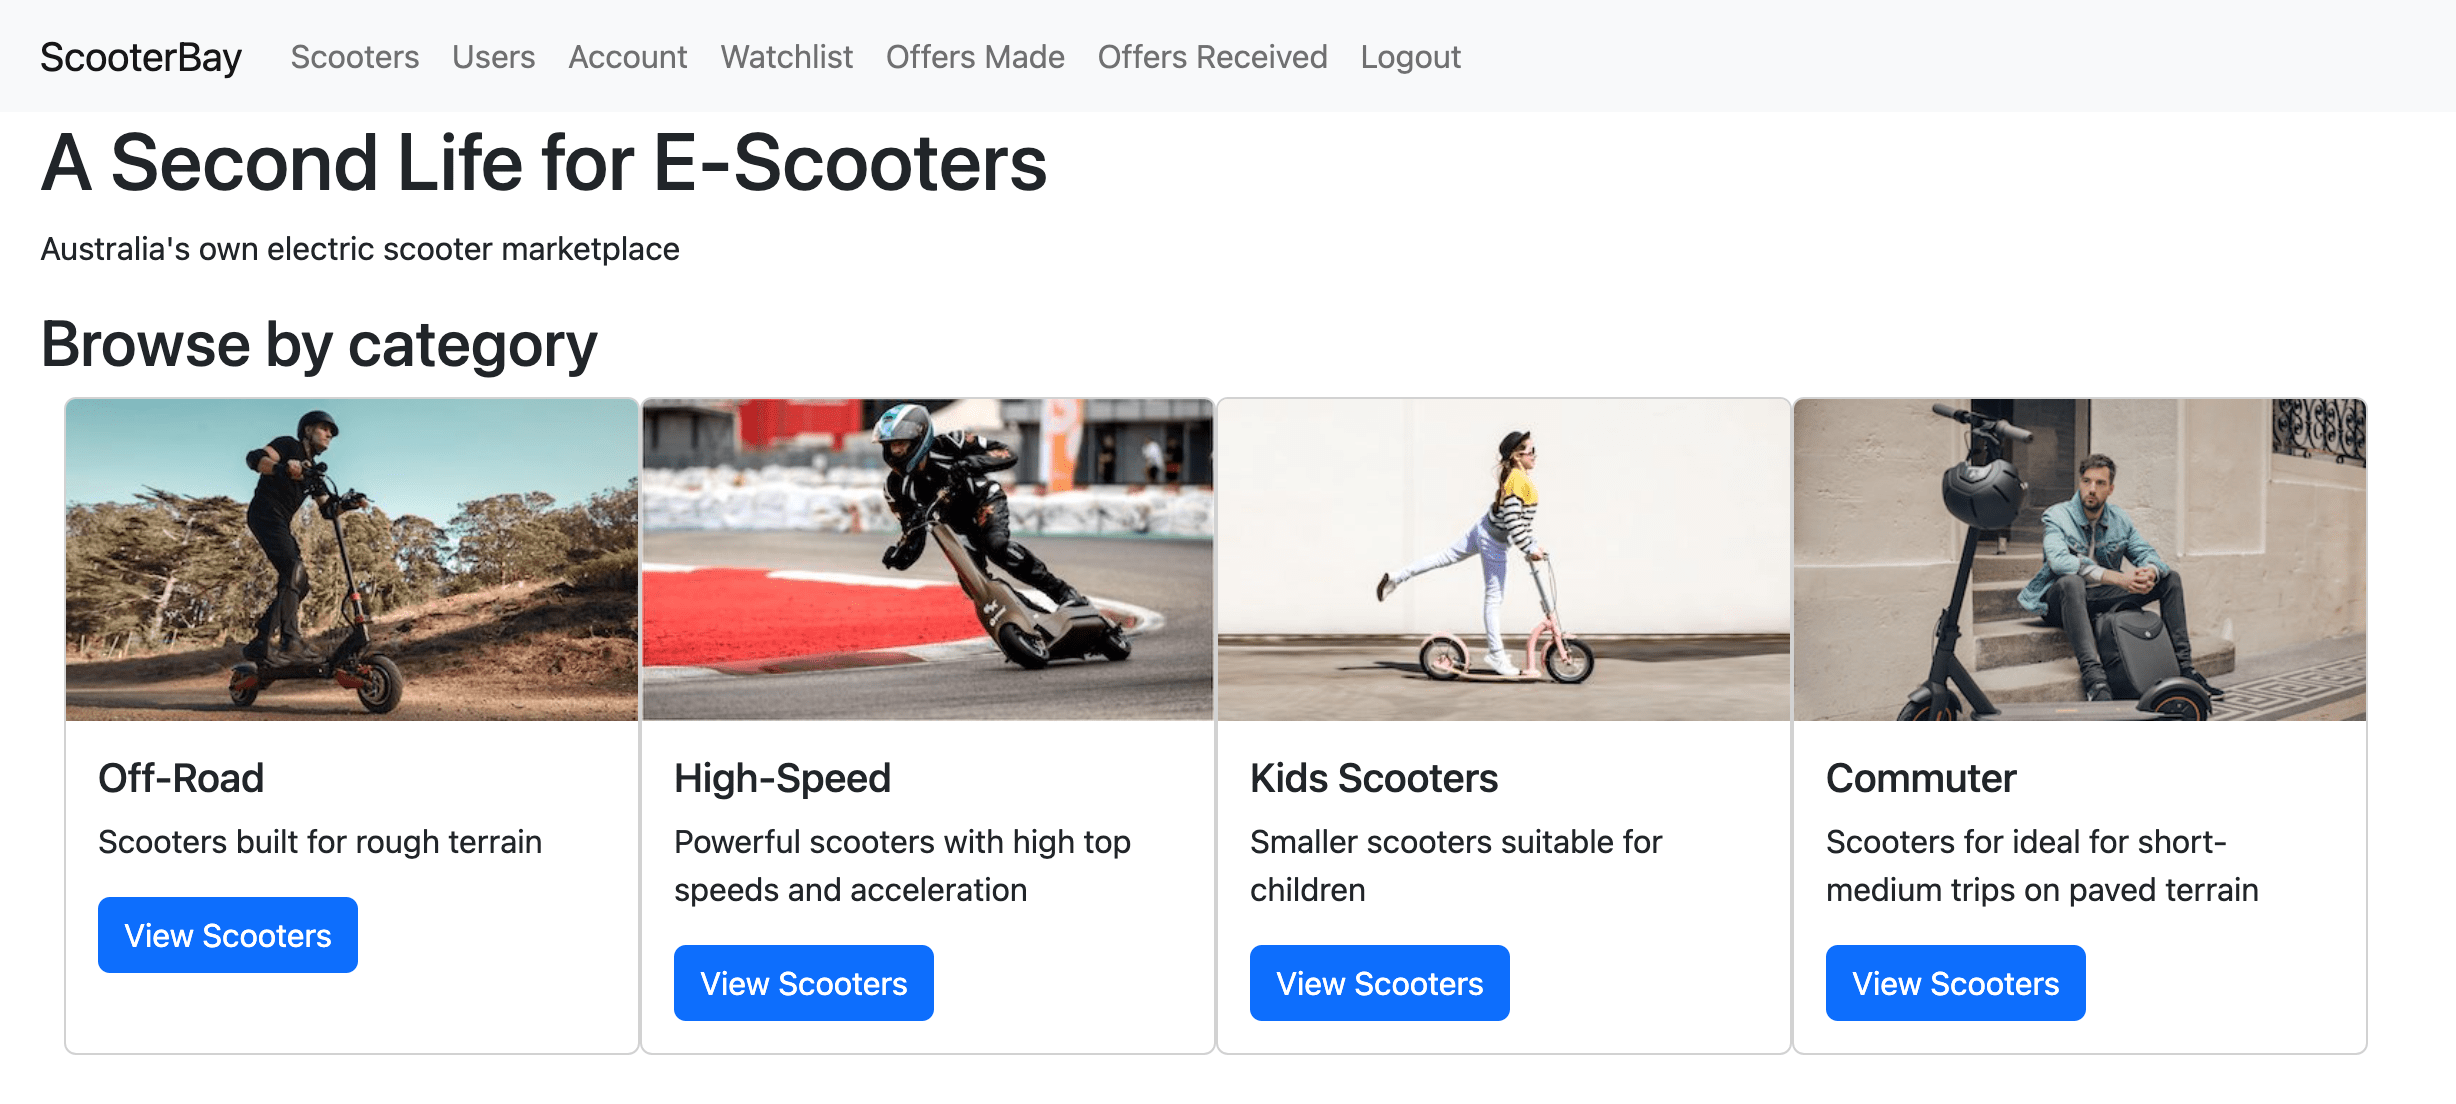 ScooterBay Scooters Users Account Watchlist Offers Made Offers Received Logout
A Second Life for E-Scooters
Australia's own electric scooter marketplace
Browse by category
Off-Road
Scooters built for rough terrain
View Scooters
High-Speed
Powerful scooters with high top
speeds and acceleration
View Scooters
Kids Scooters
Smaller scooters suitable for
children
View Scooters
Commuter
Scooters for ideal for short-
medium trips on paved terrain
View Scooters